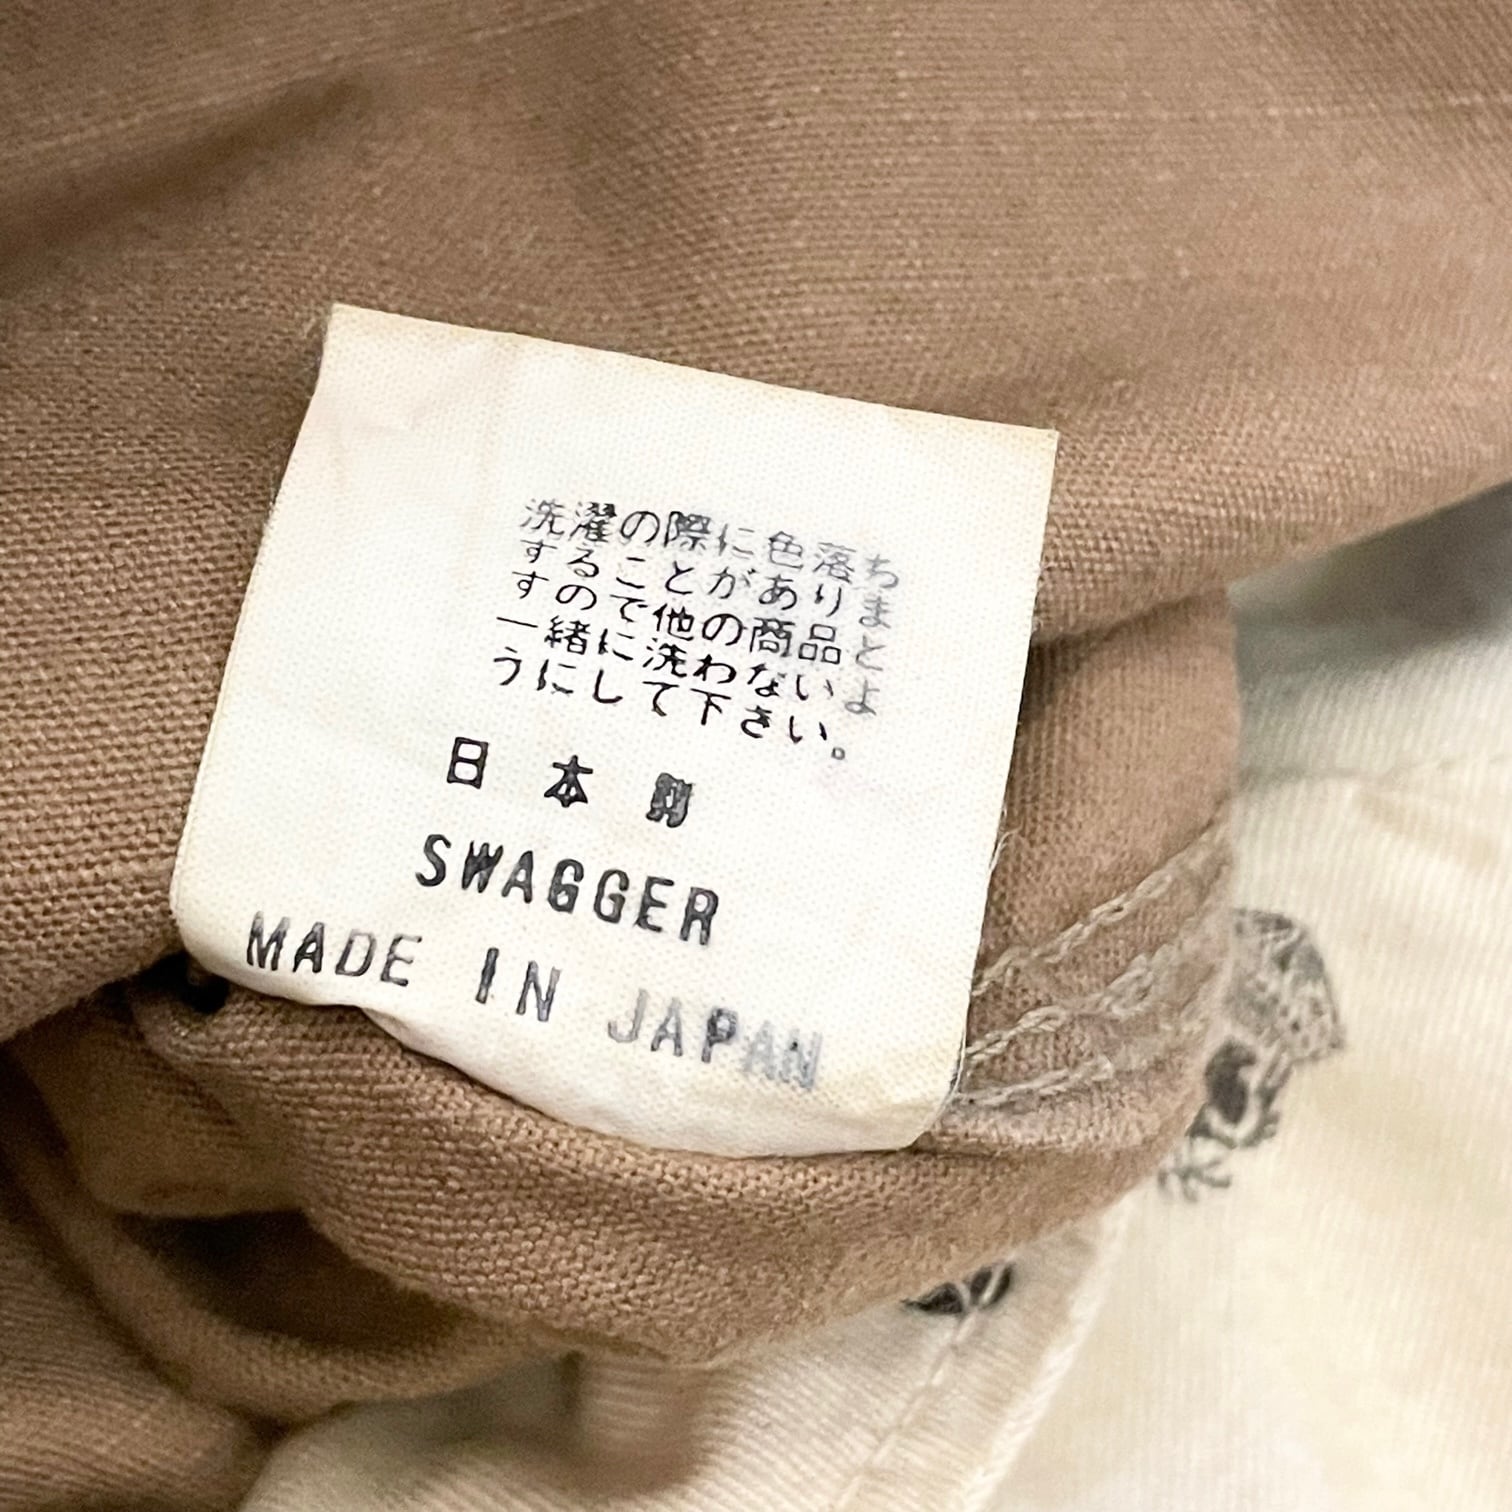 洗濯の際に色落ち
することがありま
すので他の商品と
一緒に洗わないよ
うにして下さい。
日本製
SWAGGER
MADE IN JAPAN